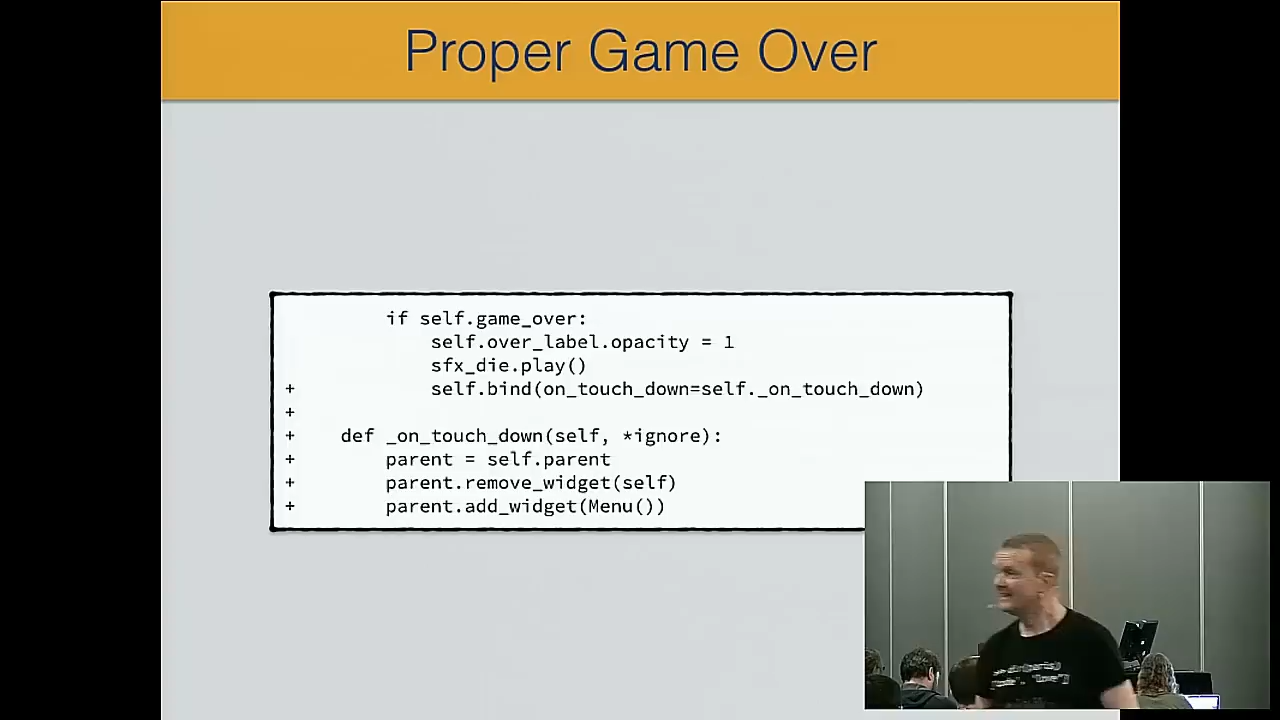 Proper Game Over
if self.game_over:
self.over_label.opacity = 1
sfx_die.play()
+ self.bind(on_touch_down=self._on_touch_down)
+
+ def _on_touch_down(self, *ignore):
+ parent = self.parent
+ parent.remove_widget(self)
+ parent.add_widget(Menu())